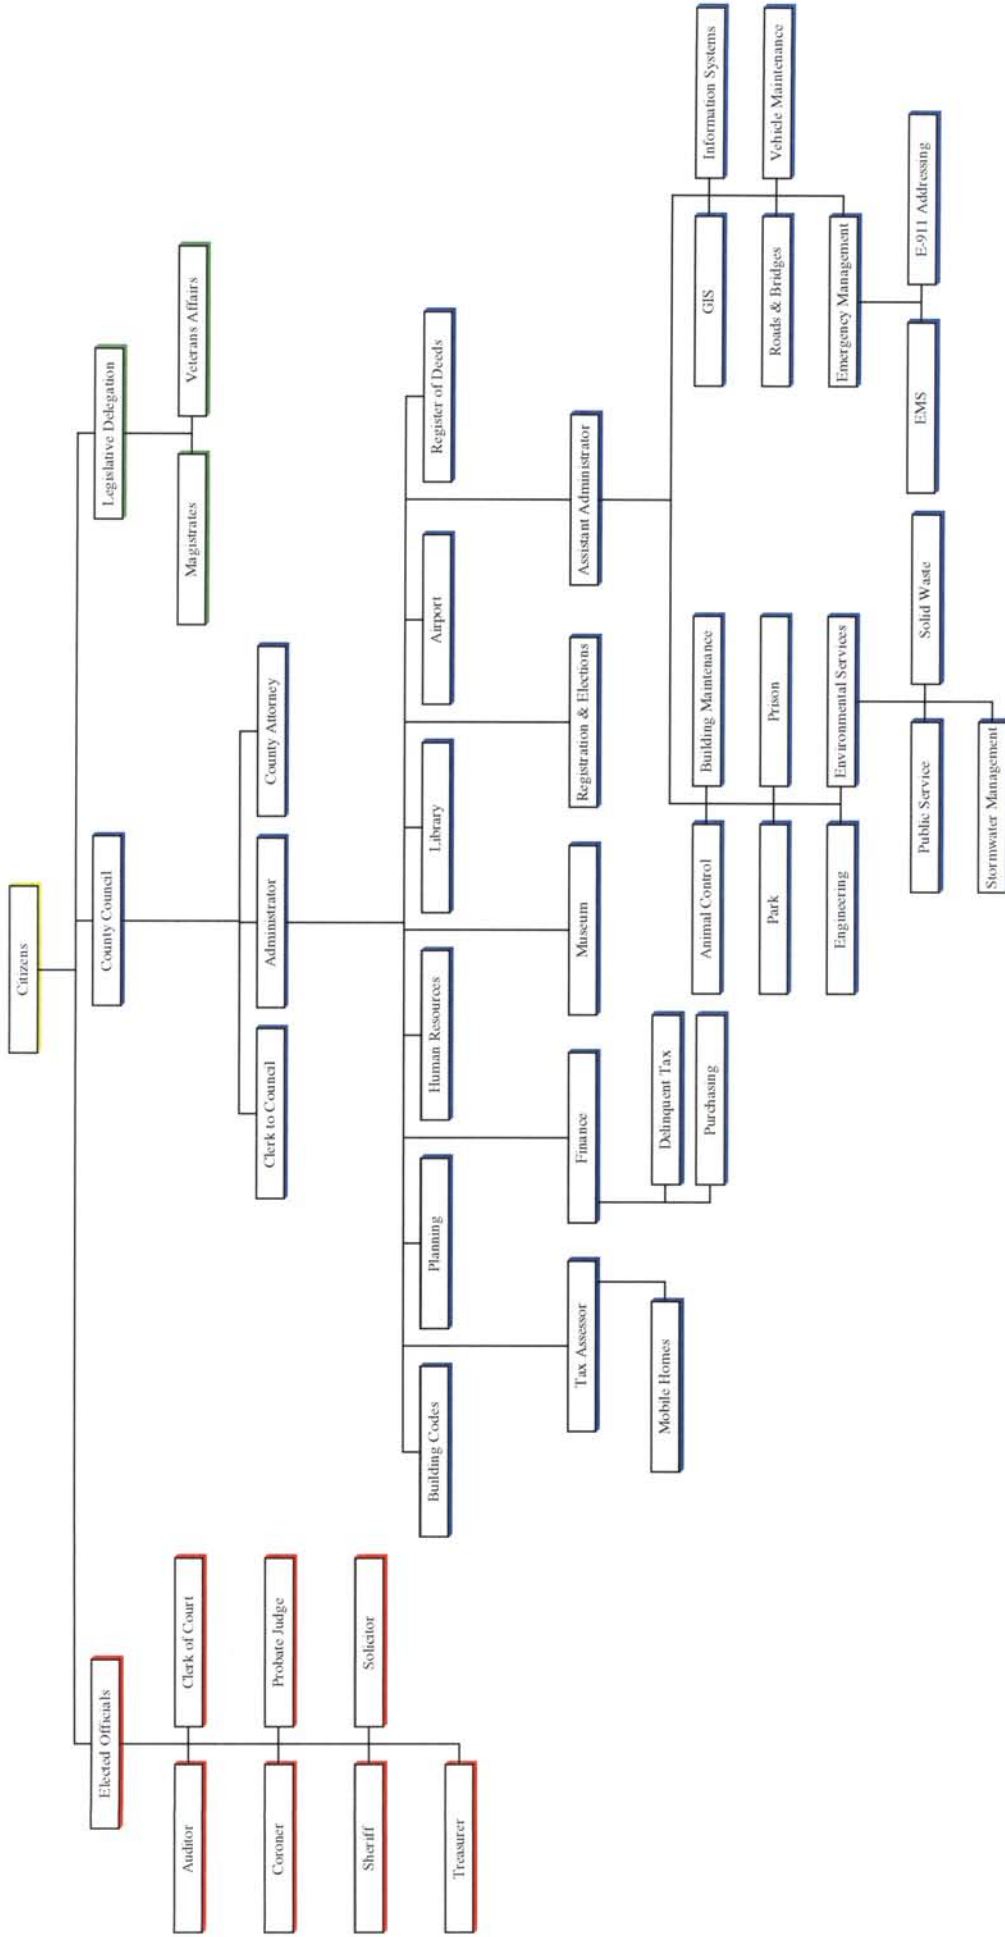 Citizens
Elected Officials
County Council
Legislative Delegation
Auditor
Clerk of Court
Coroner
Probate Judge
Sheriff
Solicitor
Treasurer
Magistrates
Veterans Affairs
Clerk to Council
Administrator
County Attorney
Building Codes
Planning
Human Resources
Library
Airport
Register of Deeds
Tax Assessor
Finance
Museum
Registration & Elections
Assistant Administrator
Mobile Homes
Delinquent Tax
Purchasing
Animal Control
Building Maintenance
Park
Prison
Engineering
Environmental Services
Public Service
Solid Waste
Stormwater Management
GIS
Information Systems
Roads & Bridges
Vehicle Maintenance
Emergency Management
EMS
E-911 Addressing